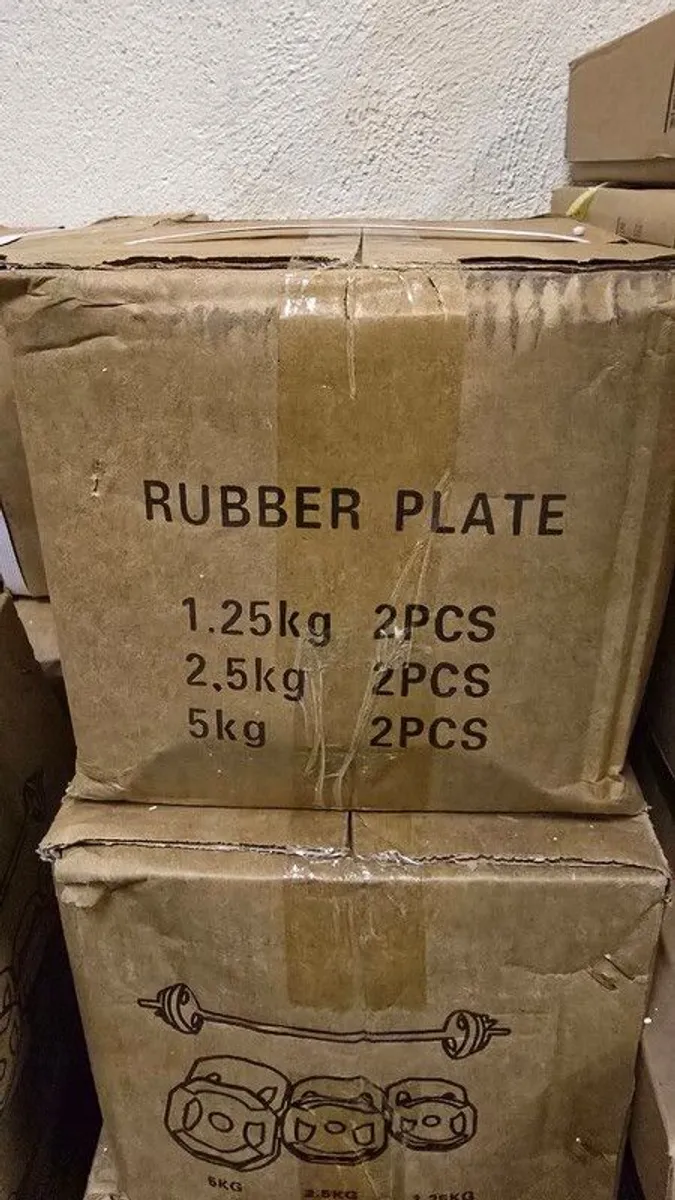 RUBBER PLATE
1.25kg 2PCS
2.5kg 2PCS
5kg 2PCS
5KG 2.5KG 1.25KG